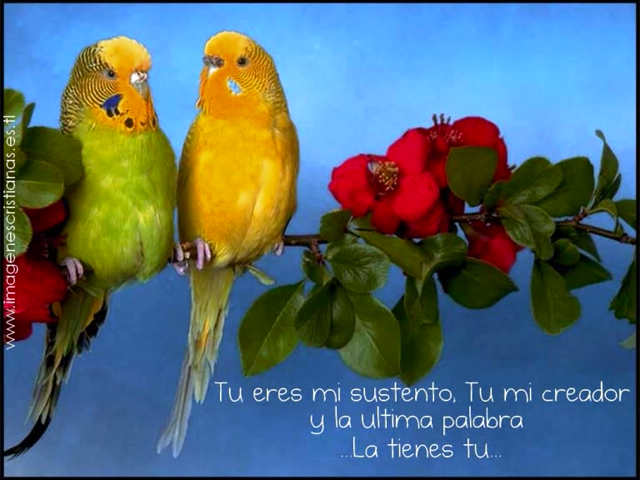 www.imagenescristianas.es.tl
Tu eres mi sustento, Tu mi creador
y la ultima palabra
...La tienes tu...